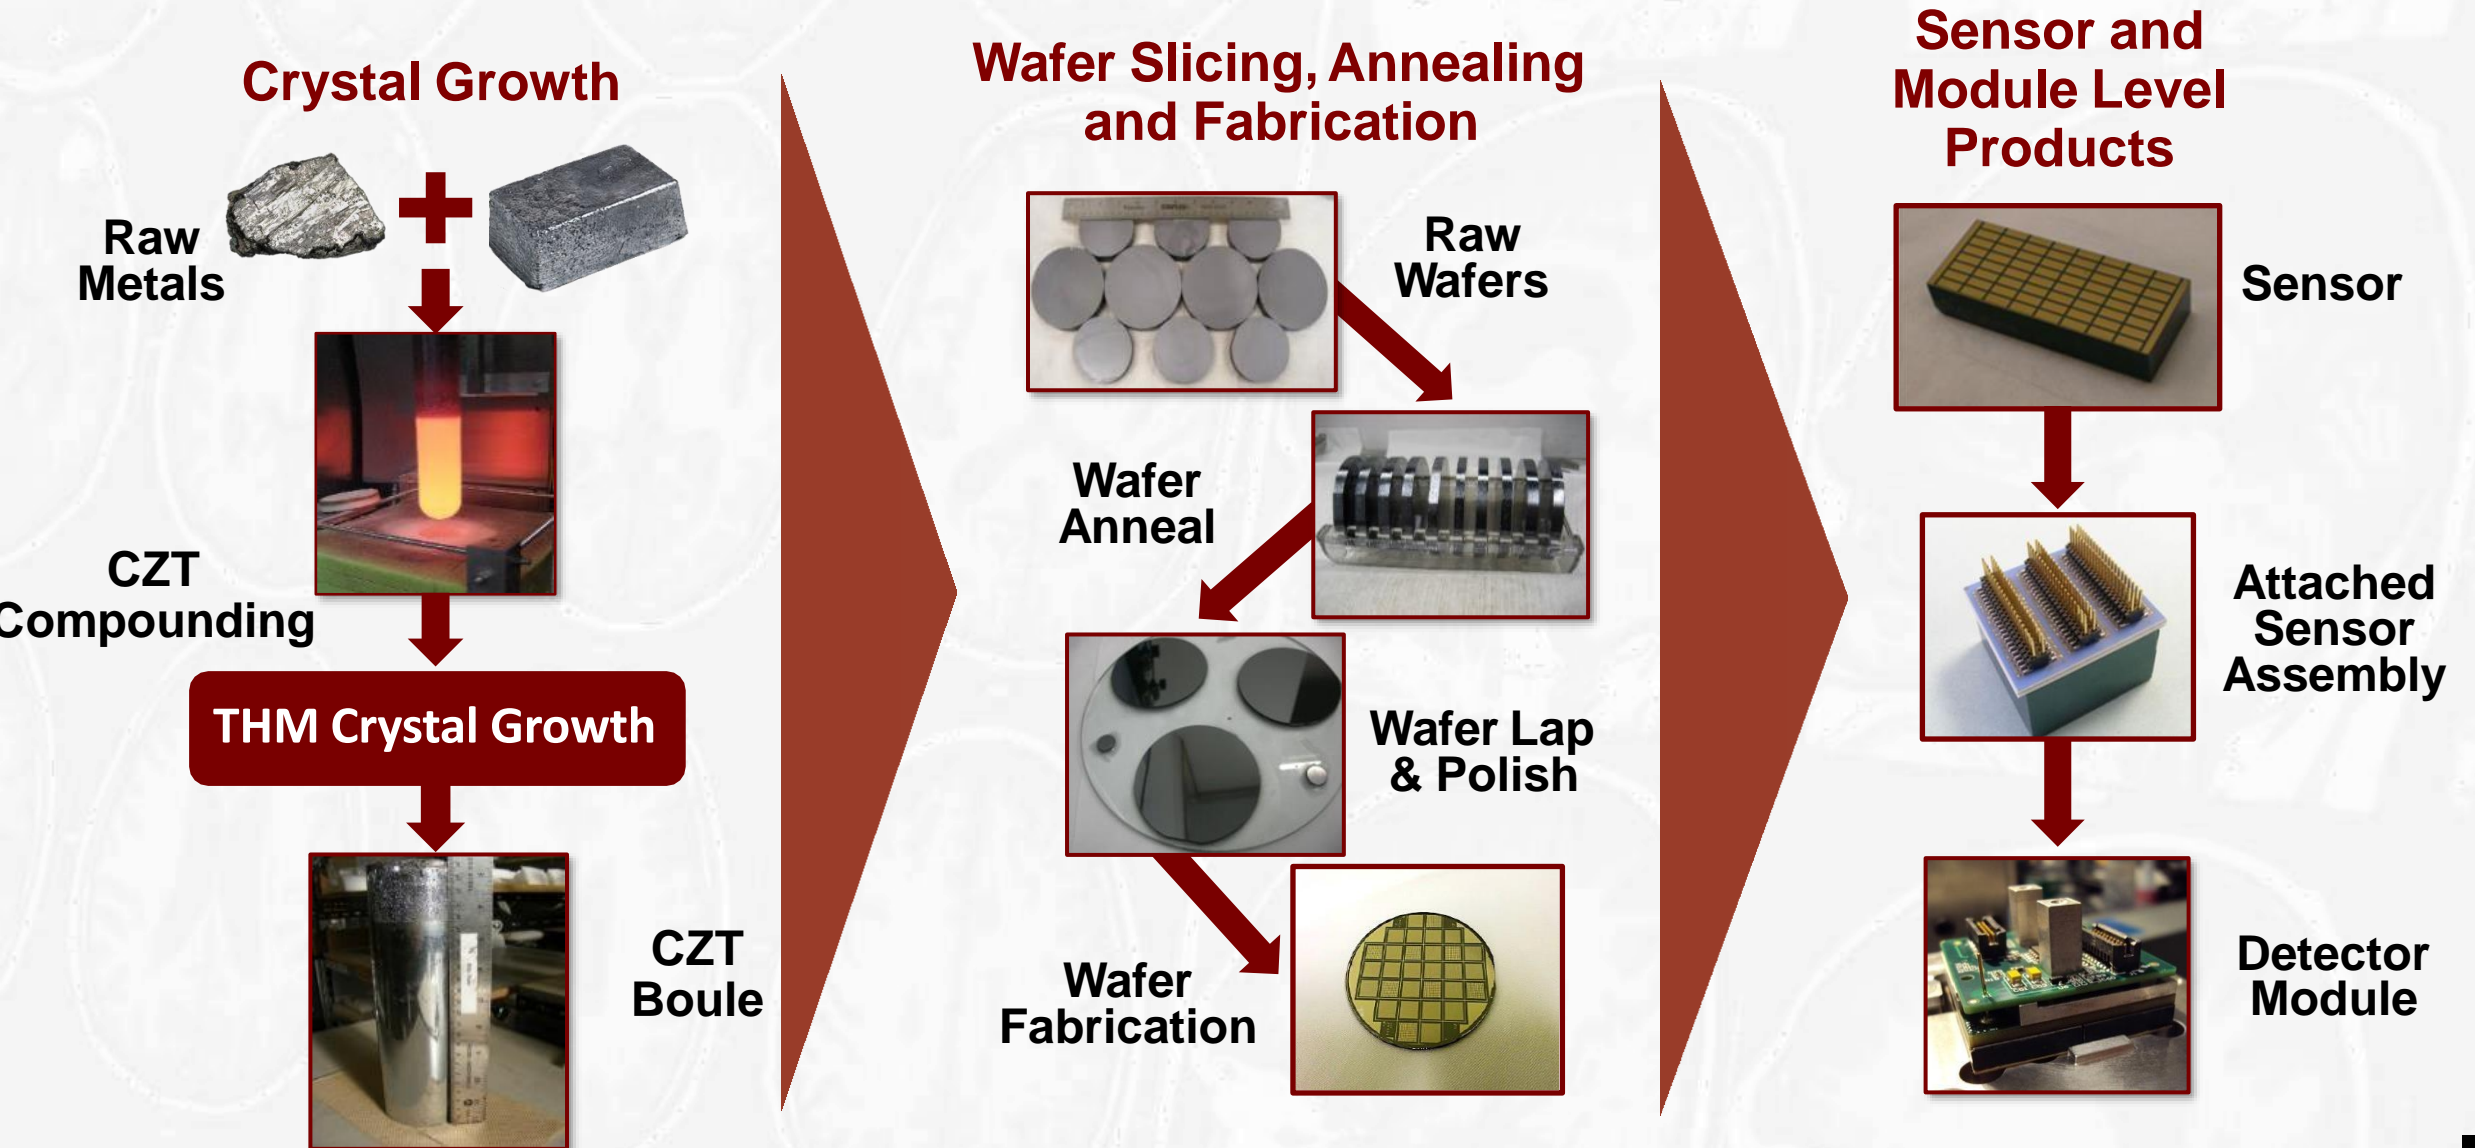 Crystal Growth
Raw
Metals
CZT
Compounding
THM Crystal Growth
CZT
Boule
Wafer Slicing, Annealing
and Fabrication
Raw
Wafers
Wafer
Anneal
Wafer Lap
& Polish
Wafer
Fabrication
Sensor and
Module Level
Products
Sensor
Attached
Sensor
Assembly
Detector
Module